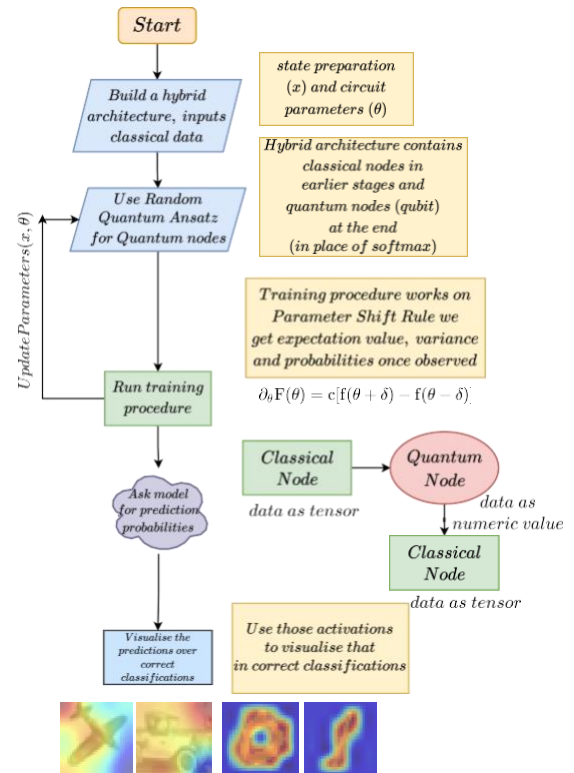 Start
state preparation
(x) and circuit
parameters (θ)
Build a hybrid
architecture, inputs
classical data
Hybrid architecture contains
classical nodes in
earlier stages and
quantum nodes (qubit)
at the end
(in place of softmax)
Use Random
Quantum Ansatz
for Quantum nodes
UpdateParameters(x, θ)
Training procedure works on
Parameter Shift Rule we
get expectation value, variance
and probabilities once observed
Run training
procedure
∂θF(θ) = c[f(θ + δ) − f(θ − δ)]
Classical
Node
data as tensor
Quantum
Node
data as
numeric value
Classical
Node
data as tensor
Ask model
for prediction
probabilities
Use those activations
to visualise that
in correct classifications
Visualise the
predictions over
correct
classifications